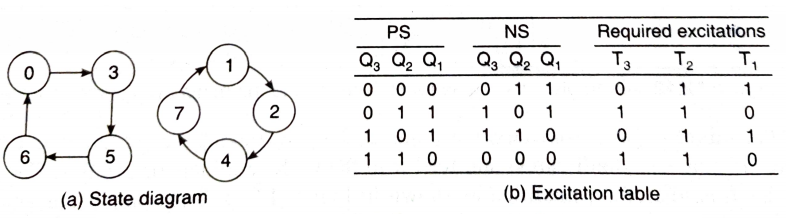 0 3
6 5
1
7 2
4
(a) State diagram
PS NS Required excitations
Q₃ Q₂ Q₁ Q₃ Q₂ Q₁ T₃ T₂ T₁
0 0 0 0 1 1 0 1 1
0 1 1 1 0 1 1 1 0
1 0 1 1 1 0 0 1 1
1 1 0 0 0 0 1 1 0
(b) Excitation table